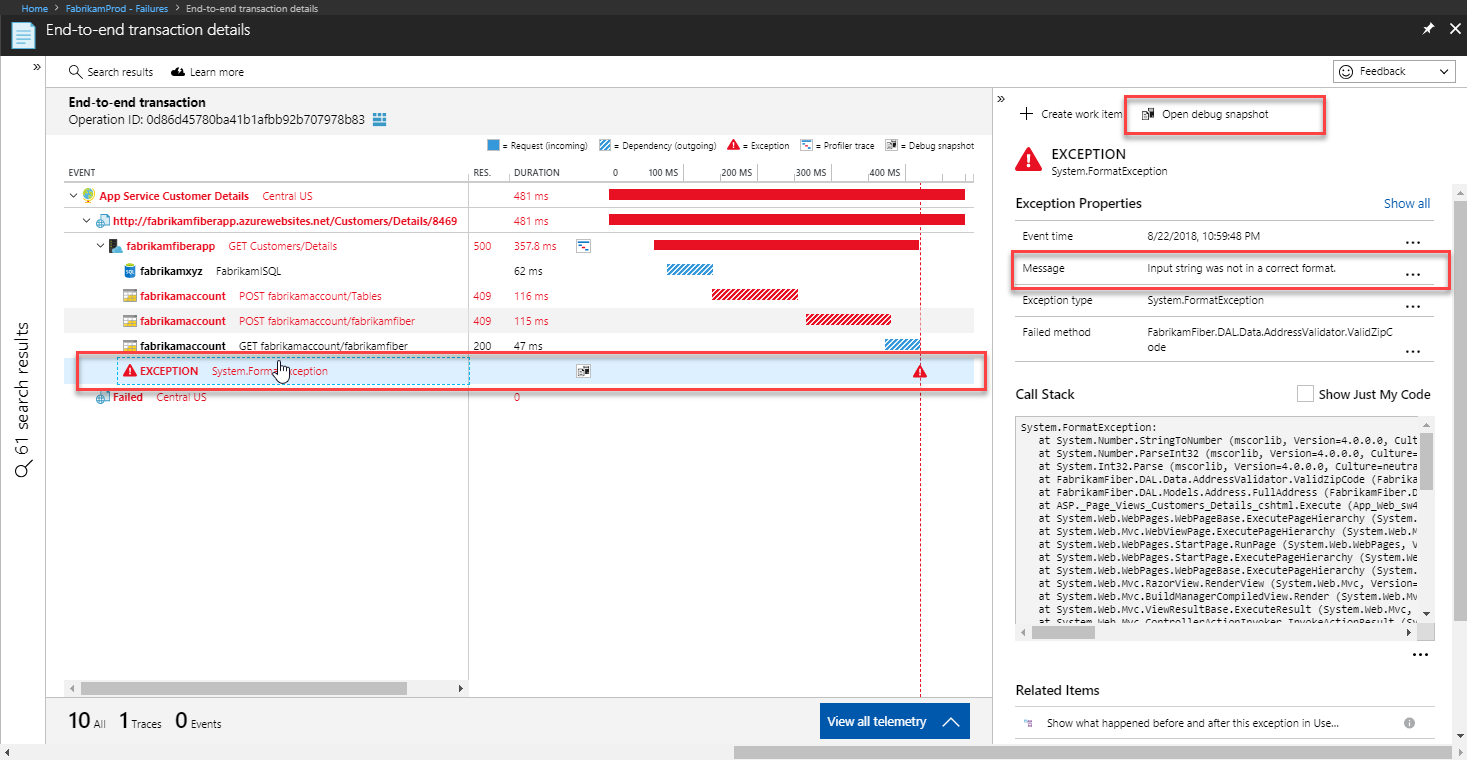 Home > FabrikamProd - Failures > End-to-end transaction details
End-to-end transaction details
Search results Learn more
Feedback
61 search results
End-to-end transaction
Operation ID: 0d86d45780ba41b1afbb92b707978b83
= Request (incoming) = Dependency (outgoing) = Exception = Profiler trace = Debug snapshot
EVENT RES. DURATION 0 100 MS 200 MS 300 MS 400 MS
App Service Customer Details Central US 481 ms
http://fabrikamfiberapp.azurewebsites.net/Customers/Details/8469 481 ms
fabrikamfiberapp GET Customers/Details 500 357.8 ms
SQL fabrikamxyz FabrikamISQL 62 ms
fabrikamaccount POST fabrikamaccount/Tables 409 116 ms
fabrikamaccount POST fabrikamaccount/fabrikamfiber 409 115 ms
fabrikamaccount GET fabrikamaccount/fabrikamfiber 200 47 ms
EXCEPTION System.Form ception
Failed Central US 0
10 All 1 Traces 0 Events
View all telemetry
Create work item Open debug snapshot
EXCEPTION
System.FormatException
Exception Properties Show all
Event time 8/22/2018, 10:59:48 PM ...
Message Input string was not in a correct format. ...
Exception type System.FormatException ...
Failed method FabrikamFiber.DAL.Data.AddressValidator.ValidZipC
ode ...
Call Stack Show Just My Code
System.FormatException:
at System.Number.StringToNumber (mscorlib, Version=4.0.0.0, Cult
at System.Number.ParseInt32 (mscorlib, Version=4.0.0.0, Culture=
at System.Int32.Parse (mscorlib, Version=4.0.0.0, Culture=neutra
at FabrikamFiber.DAL.Data.AddressValidator.ValidZipCode (Fabrika
at FabrikamFiber.DAL.Models.Address.FullAddress (FabrikamFiber.D
at ASP._Page_Views_Customers_Details_cshtml.Execute (App_Web_sw4
at System.Web.WebPages.WebPageBase.ExecutePageHierarchy (System.
at System.Web.Mvc.WebViewPage.ExecutePageHierarchy (System.Web.M
at System.Web.WebPages.StartPage.RunPage (System.Web.WebPages, V
at System.Web.WebPages.StartPage.ExecutePageHierarchy (System.We
at System.Web.WebPages.WebPageBase.ExecutePageHierarchy (System.
at System.Web.Mvc.RazorView.RenderView (System.Web.Mvc, Version=
at System.Web.Mvc.BuildManagerCompiledView.Render (System.Web.Mv
at System.Web.Mvc.ViewResultBase.ExecuteResult (System.Web.Mvc,
at System.Web.Mvc.ControllerActionInvoker.InvokeActionResult (Sy
...
Related Items
Show what happened before and after this exception in Use...